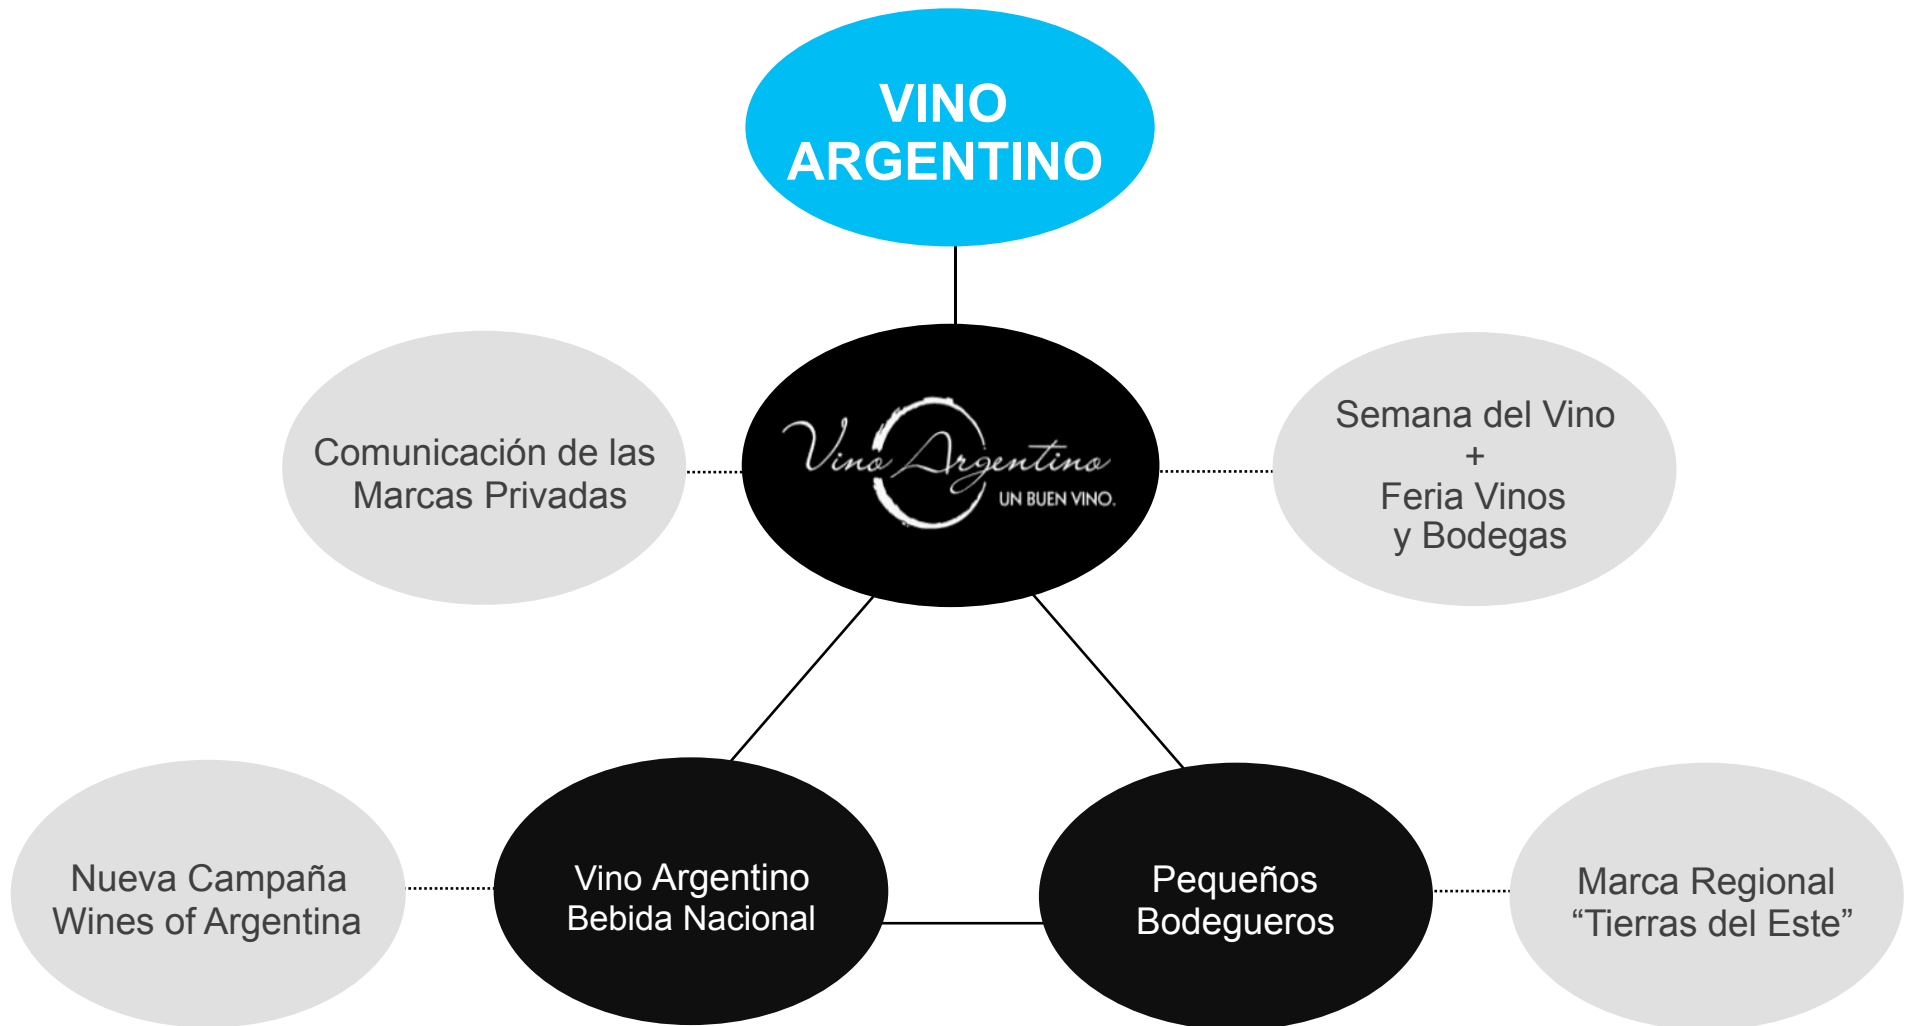 VINO
ARGENTINO
Comunicación de las
Marcas Privadas
Vino Argentino
UN BUEN VINO.
Semana del Vino
+
Feria Vinos
y Bodegas
Nueva Campaña
Wines of Argentina
Vino Argentino
Bebida Nacional
Pequeños
Bodegueros
Marca Regional
“Tierras del Este”